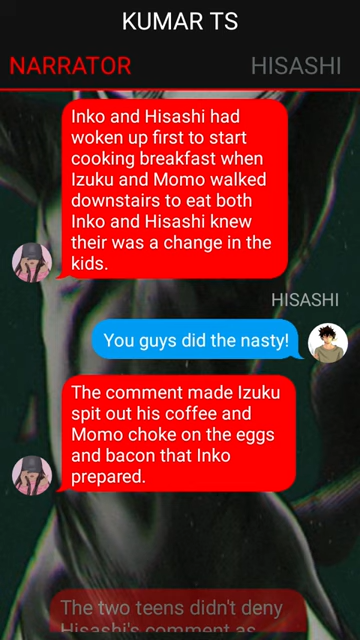 KUMAR TS
NARRATOR HISASHI
Inko and Hisashi had
woken up first to start
cooking breakfast when
Izuku and Momo walked
downstairs to eat both
Inko and Hisashi knew
their was a change in the
kids.
HISASHI
You guys did the nasty!
The comment made Izuku
spit out his coffee and
Momo choke on the eggs
and bacon that Inko
prepared.
The two teens didn't deny
Hisashi's comment as